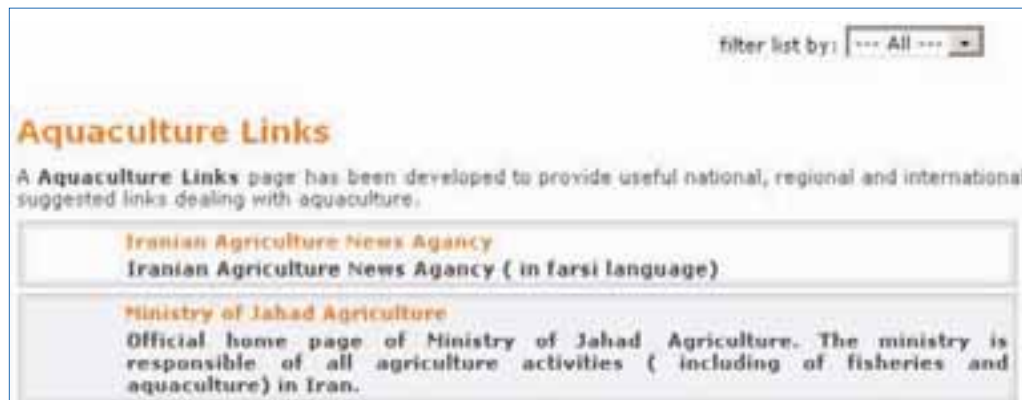 filter list by: --- All ---
Aquaculture Links
A Aquaculture Links page has been developed to provide useful national, regional and international
suggested links dealing with aquaculture.
Iranian Agriculture News Agancy
Iranian Agriculture News Agancy ( in farsi language)
Ministry of Jahad Agriculture
Official home page of Ministry of Jahad Agriculture. The ministry is
responsible of all agriculture activities ( including of fisheries and
aquaculture) in Iran.